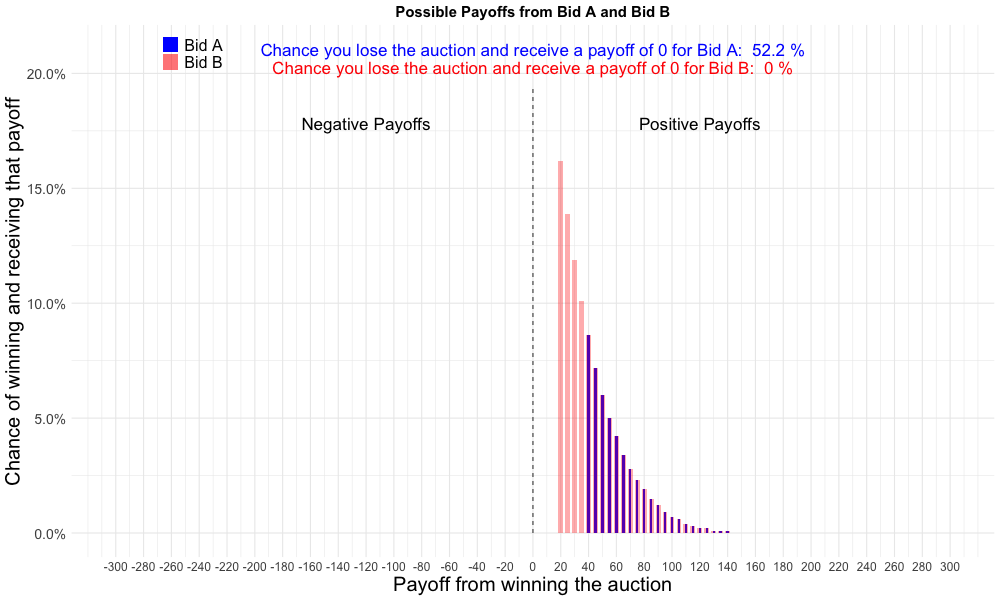 Possible Payoffs from Bid A and Bid B
Bid A
Bid B
Chance you lose the auction and receive a payoff of 0 for Bid A:  52.2 %
Chance you lose the auction and receive a payoff of 0 for Bid B:  0 %
Negative Payoffs
Positive Payoffs
Chance of winning and receiving that payoff
20.0%
15.0%
10.0%
5.0%
0.0%
-300 -280 -260 -240 -220 -200 -180 -160 -140 -120 -100 -80 -60 -40 -20 0 20 40 60 80 100 120 140 160 180 200 220 240 260 280 300
Payoff from winning the auction